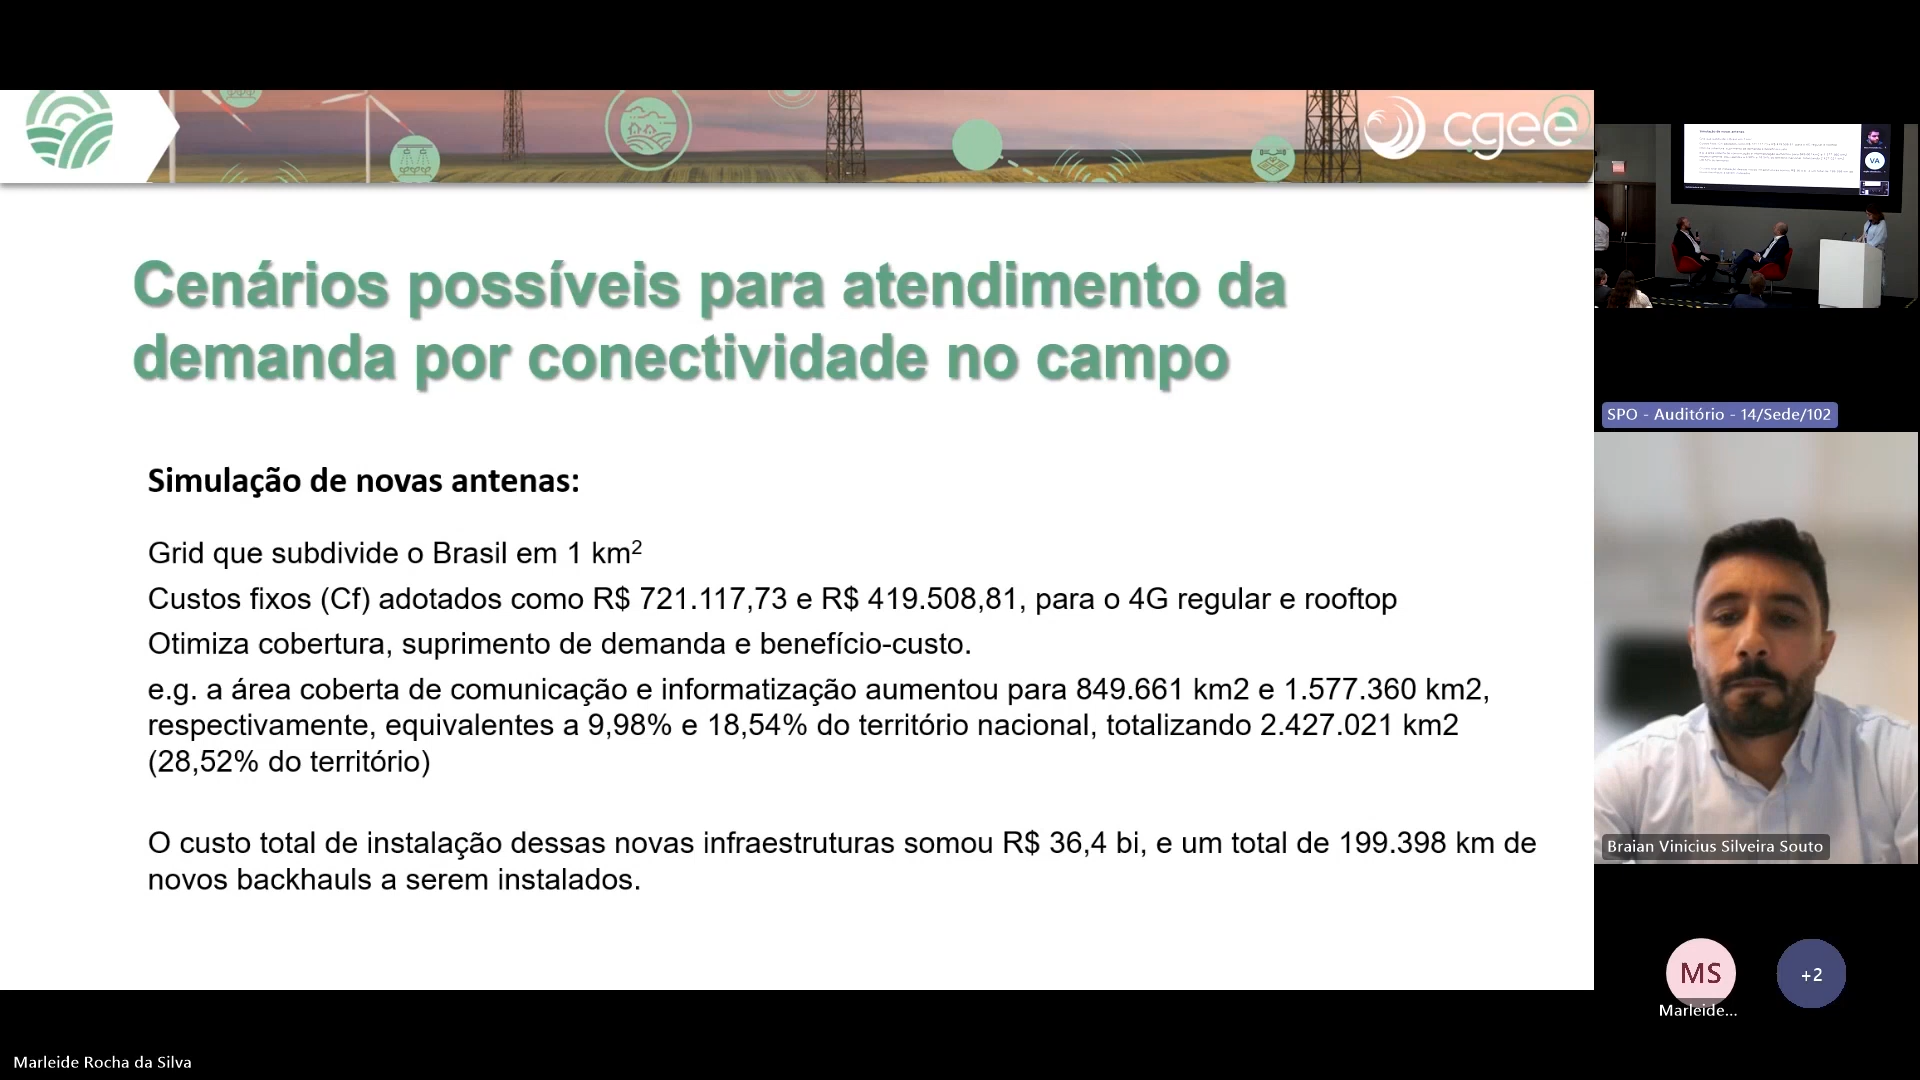 cgee
Cenários possíveis para atendimento da
demanda por conectividade no campo
Simulação de novas antenas:
Grid que subdivide o Brasil em 1 km²
Custos fixos (Cf) adotados como R$ 721.117,73 e R$ 419.508,81, para o 4G regular e rooftop
Otimiza cobertura, suprimento de demanda e benefício-custo.
e.g. a área coberta de comunicação e informatização aumentou para 849.661 km2 e 1.577.360 km2,
respectivamente, equivalentes a 9,98% e 18,54% do território nacional, totalizando 2.427.021 km2
(28,52% do território)
O custo total de instalação dessas novas infraestruturas somou R$ 36,4 bi, e um total de 199.398 km de
novos backhauls a serem instalados.
VA
SPO - Auditório - 14/Sede/102
Braian Vinicius Silveira Souto
MS
+2
Marleide...
Marleide Rocha da Silva